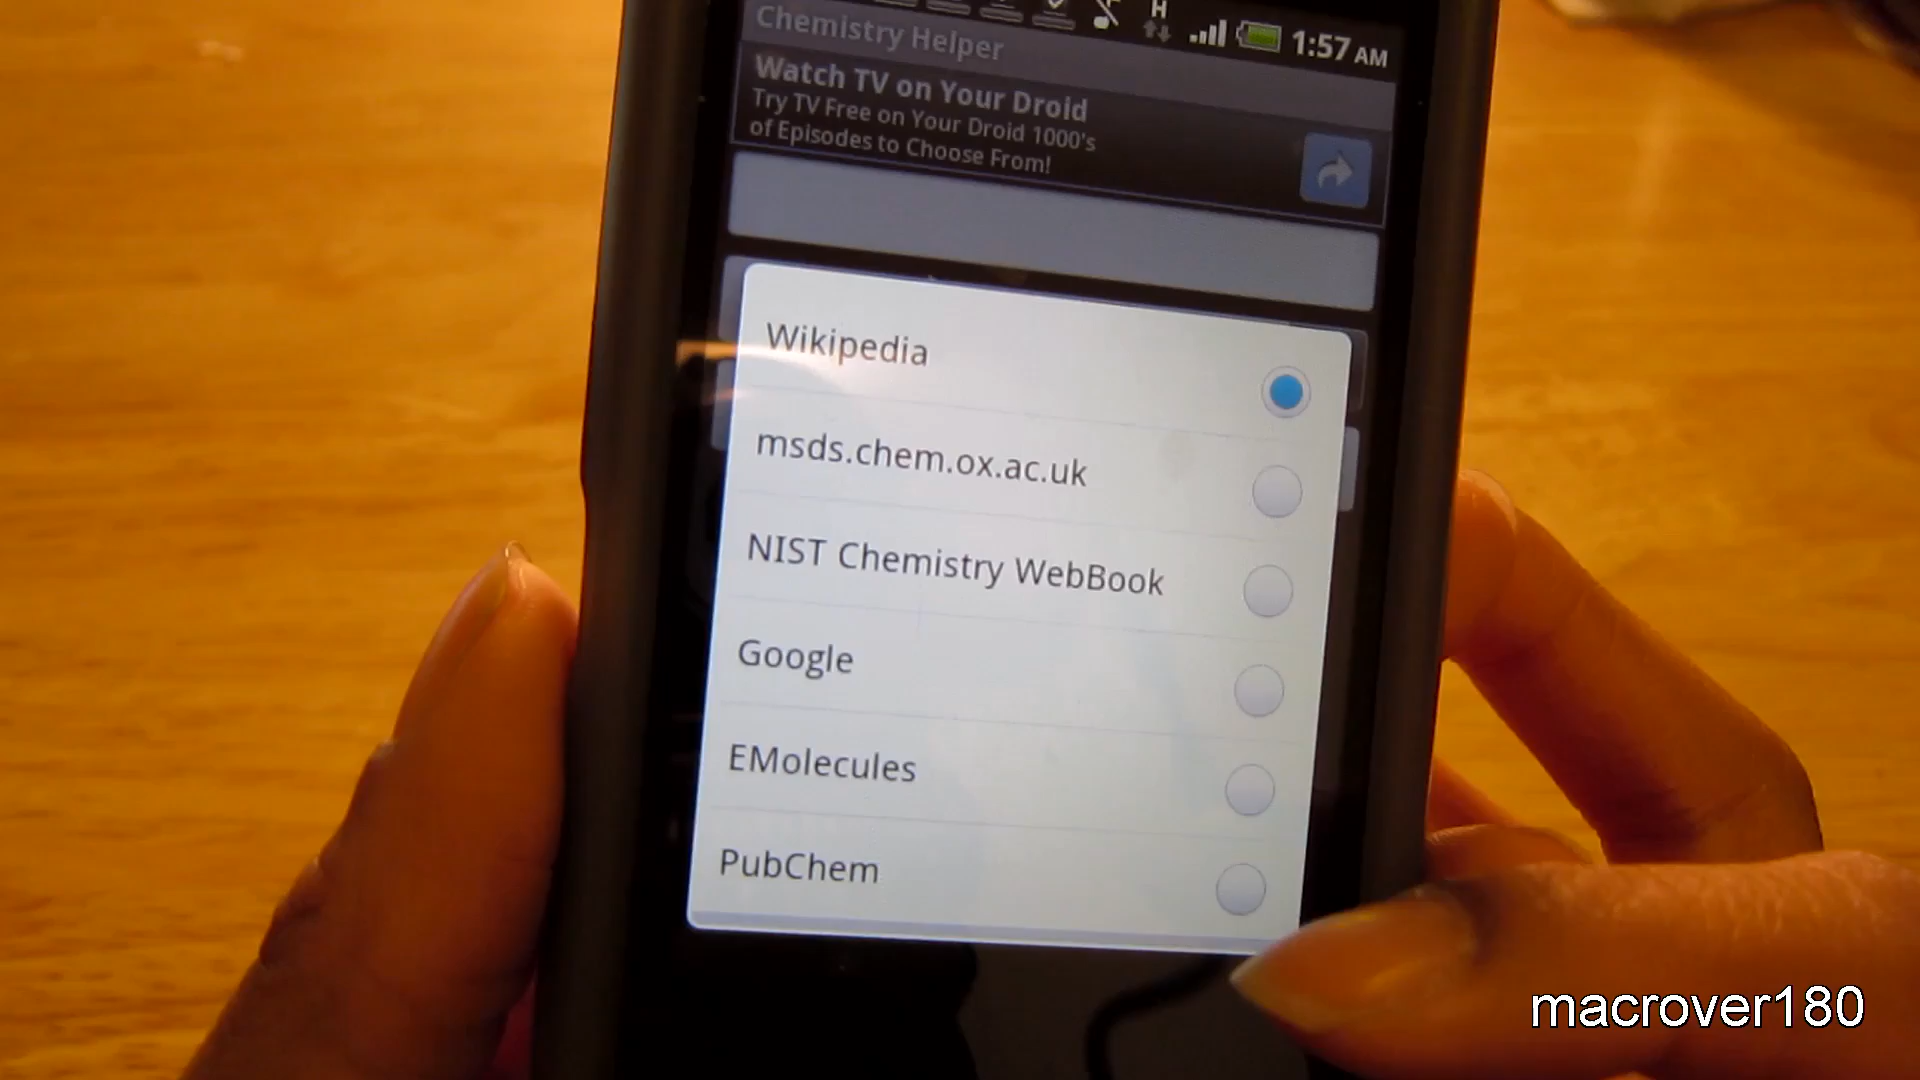 H
1:57 AM
Chemistry Helper
Watch TV on Your Droid
Try TV Free on Your Droid 1000's
of Episodes to Choose From!
Wikipedia
msds.chem.ox.ac.uk
NIST Chemistry WebBook
Google
EMolecules
PubChem
macrover180